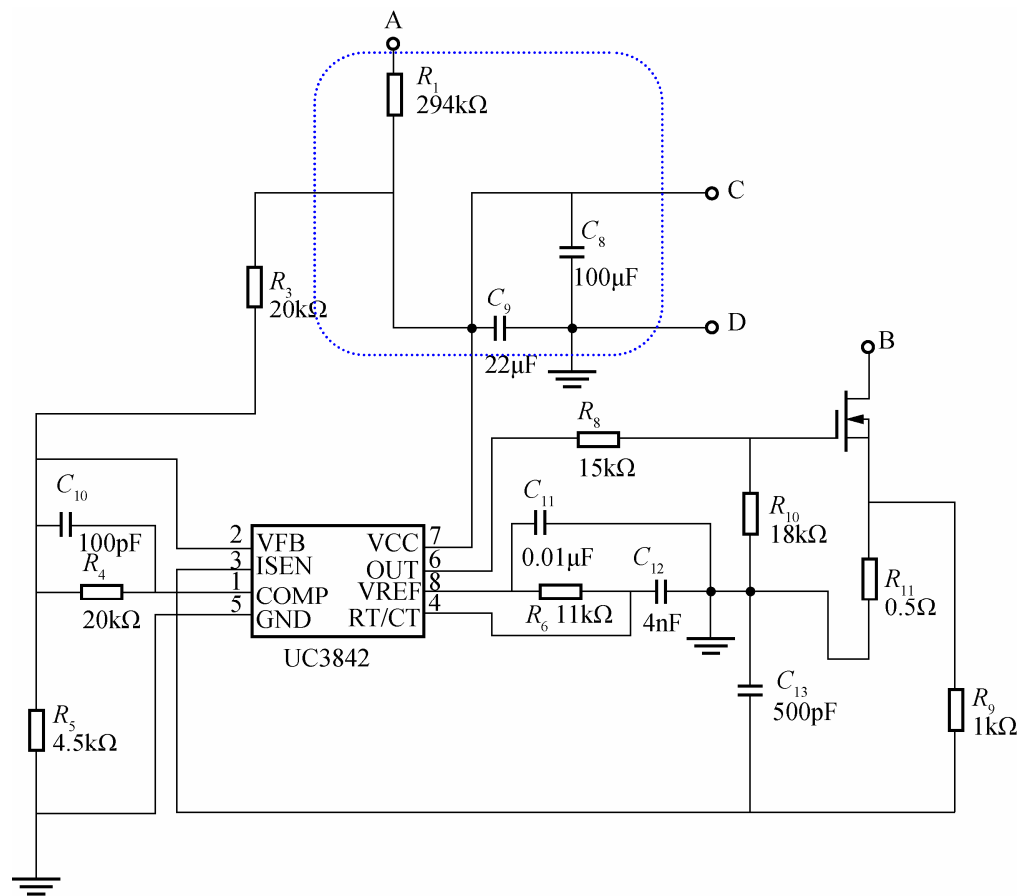 A
R1
294kΩ
C
C8
100μF
R3
20kΩ
C9
D
22μF
B
R8
15kΩ
C10
100pF
C11
0.01μF
R10
18kΩ
2
VFB
VCC
7
3
ISEN
OUT
6
C12
R4
1
COMP
VREF
8
R11
0.5Ω
20kΩ
5
GND
RT/CT
4
R6 11kΩ
4nF
UC3842
C13
500pF
R9
1kΩ
R5
4.5kΩ